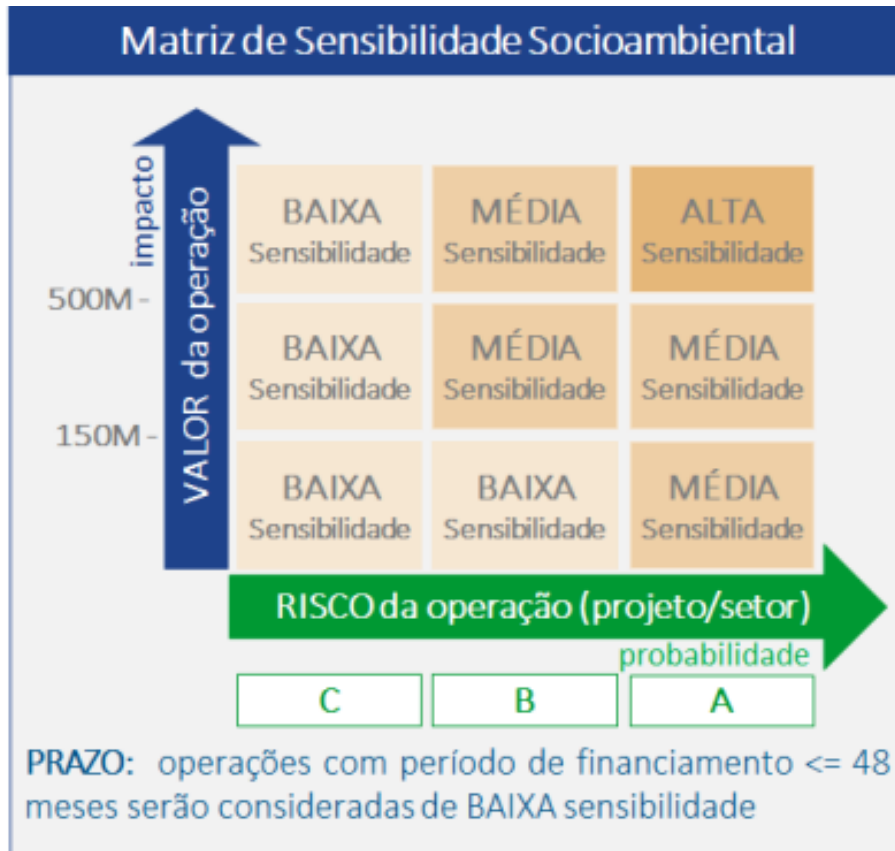 Matriz de Sensibilidade Socioambiental
impacto
VALOR da operação
500M -
150M -
BAIXA
Sensibilidade
MÉDIA
Sensibilidade
ALTA
Sensibilidade
BAIXA
Sensibilidade
MÉDIA
Sensibilidade
MÉDIA
Sensibilidade
BAIXA
Sensibilidade
BAIXA
Sensibilidade
MÉDIA
Sensibilidade
RISCO da operação (projeto/setor)
probabilidade
C
B
A
PRAZO: operações com período de financiamento <= 48
meses serão consideradas de BAIXA sensibilidade